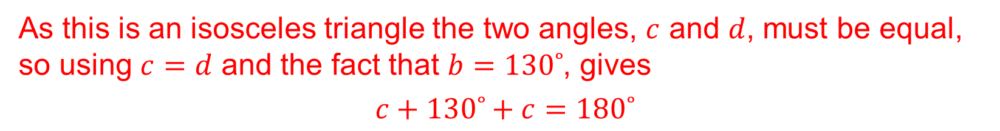 As this is an isosceles triangle the two angles, c and d, must be equal,
so using c = d and the fact that b = 130°, gives
c + 130° + c = 180°